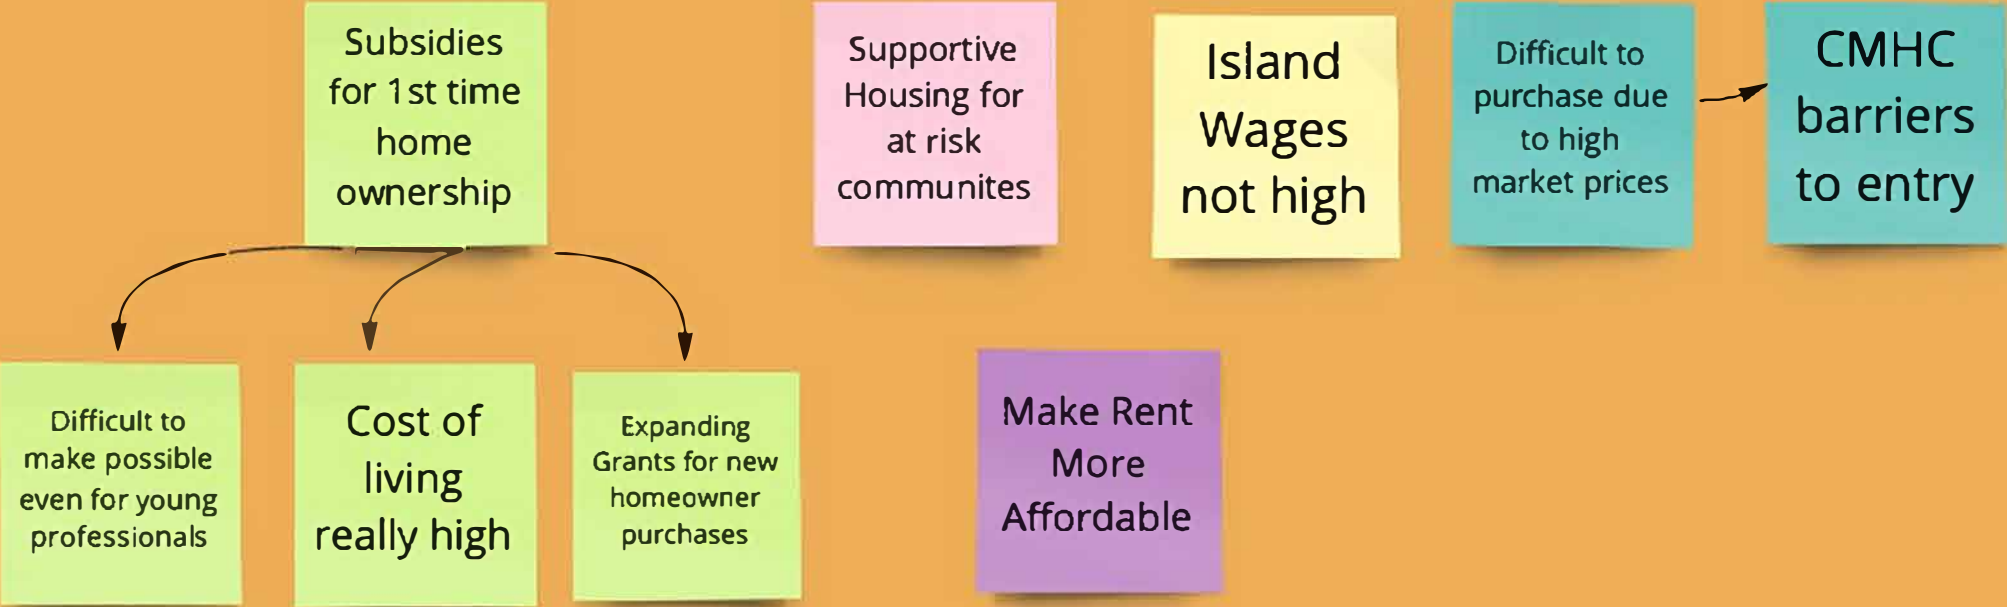 Subsidies
for 1st time
home
ownership
Supportive
Housing for
at risk
communites
Island
Wages
not high
Difficult to
purchase due
to high
market prices
CMHC
barriers
to entry
Difficult to
make possible
even for young
professionals
Cost of
living
really high
Expanding
Grants for new
homeowner
purchases
Make Rent
More
Affordable